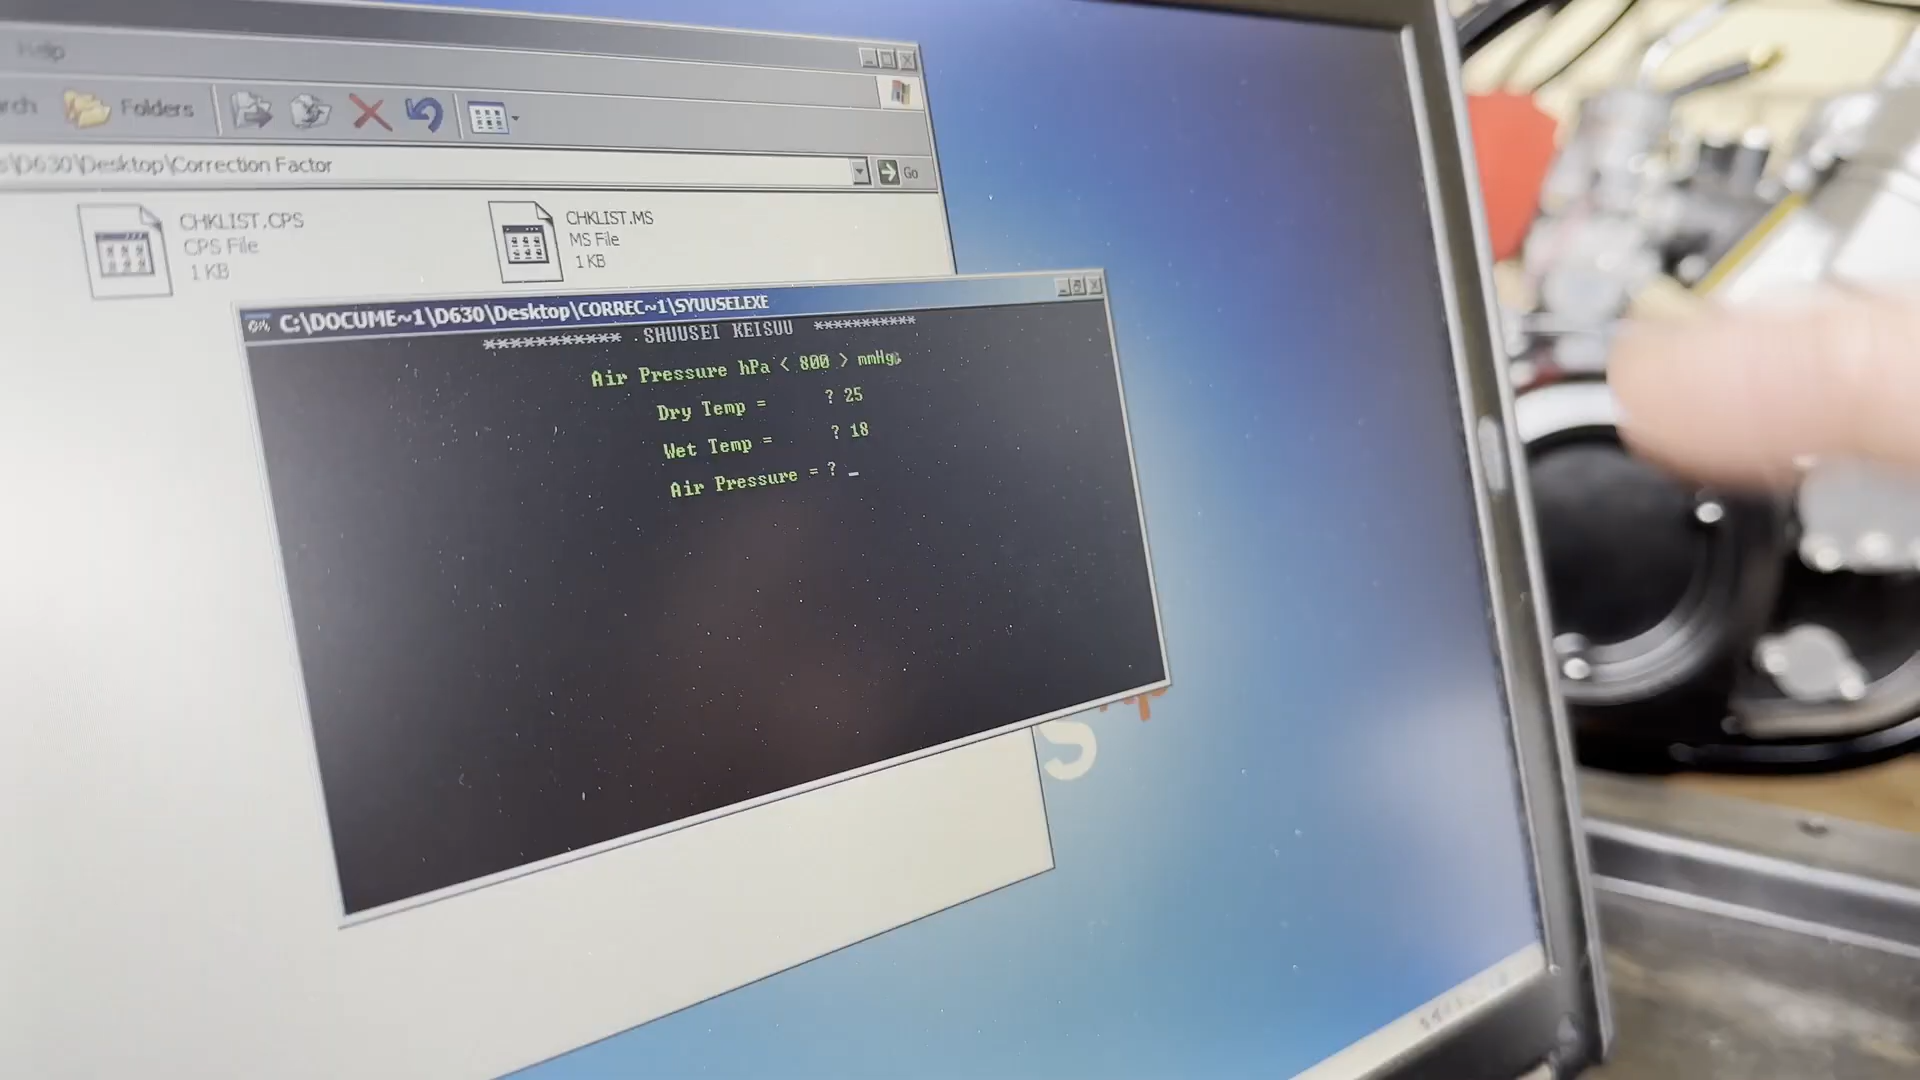 Help
rch Folders
s\D630\Desktop\Correction Factor
Go
CHKLIST.CPS
CPS File
1 KB
CHKLIST.MS
MS File
1 KB
C:\DOCUME~1\D630\Desktop\CORREC~1\SYUUSEI.EXE
*********** .SHUUSEI KEISUU ***********
Air Pressure hPa < 800 > mmHg
Dry Temp = ? 25
Wet Temp = ? 18
Air Pressure = ? _
s xp